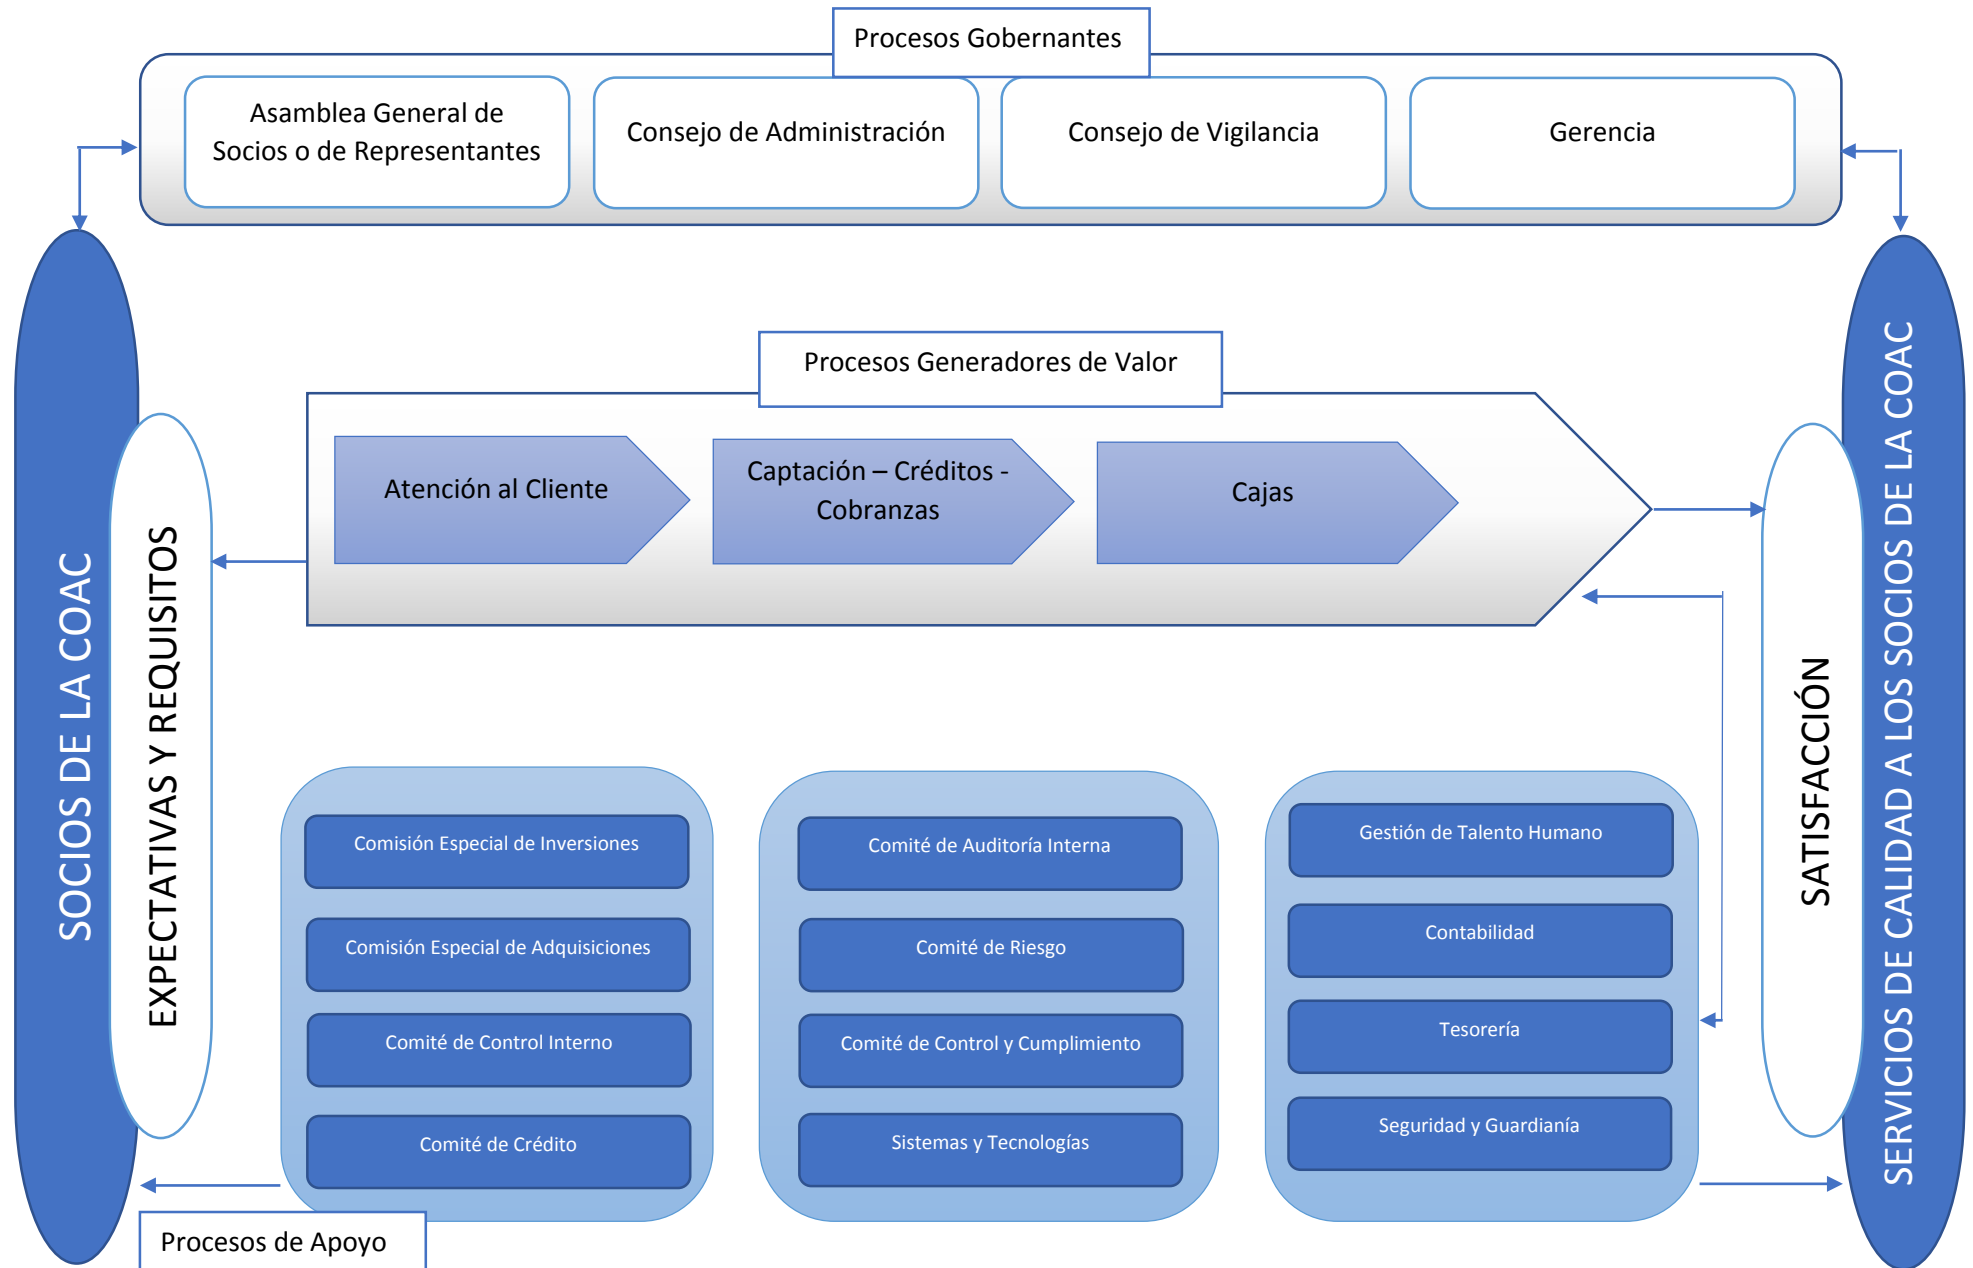 Procesos Gobernantes
Asamblea General de
Socios o de Representantes
Consejo de Administración
Consejo de Vigilancia
Gerencia
SOCIOS DE LA COAC
EXPECTATIVAS Y REQUISITOS
Procesos Generadores de Valor
Atención al Cliente
Captación – Créditos -
Cobranzas
Cajas
SATISFACCIÓN
SERVICIOS DE CALIDAD A LOS SOCIOS DE LA COAC
Comisión Especial de Inversiones
Comisión Especial de Adquisiciones
Comité de Control Interno
Comité de Crédito
Comité de Auditoría Interna
Comité de Riesgo
Comité de Control y Cumplimiento
Sistemas y Tecnologías
Gestión de Talento Humano
Contabilidad
Tesorería
Seguridad y Guardianía
Procesos de Apoyo